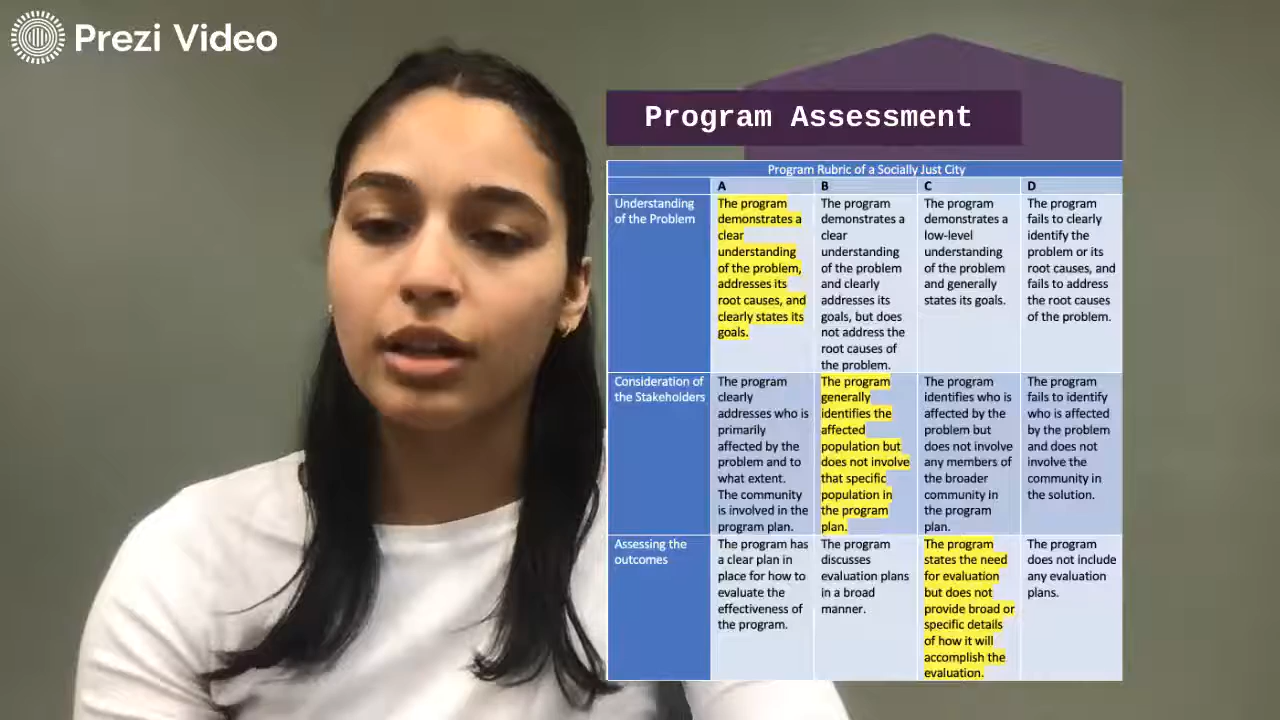 Prezi Video
Program Assessment
Program Rubric of a Socially Just City
A
B
C
D
Understanding
of the Problem
The program
demonstrates a
clear
understanding
of the problem,
addresses its
root causes, and
clearly states its
goals.
The program
demonstrates a
clear
understanding
of the problem
and clearly
addresses its
goals, but does
not address the
root causes of
the problem.
The program
demonstrates a
low-level
understanding
of the problem
and generally
states its goals.
The program
fails to clearly
identify the
problem or its
root causes, and
fails to address
the root causes
of the problem.
Consideration of
the Stakeholders
The program
clearly
addresses who is
primarily
affected by the
problem and to
what extent.
The community
is involved in the
program plan.
The program
generally
identifies the
affected
population but
does not involve
that specific
population in
the program
plan.
The program
identifies who is
affected by the
problem but
does not involve
any members of
the broader
community in
the program
plan.
The program
fails to identify
who is affected
by the problem
and does not
involve the
community in
the solution.
Assessing the
outcomes
The program has
a clear plan in
place for how to
evaluate the
effectiveness of
the program.
The program
discusses
evaluation plans
in a broad
manner.
The program
states the need
for evaluation
but does not
provide broad or
specific details
of how it will
accomplish the
evaluation.
The program
does not include
any evaluation
plans.